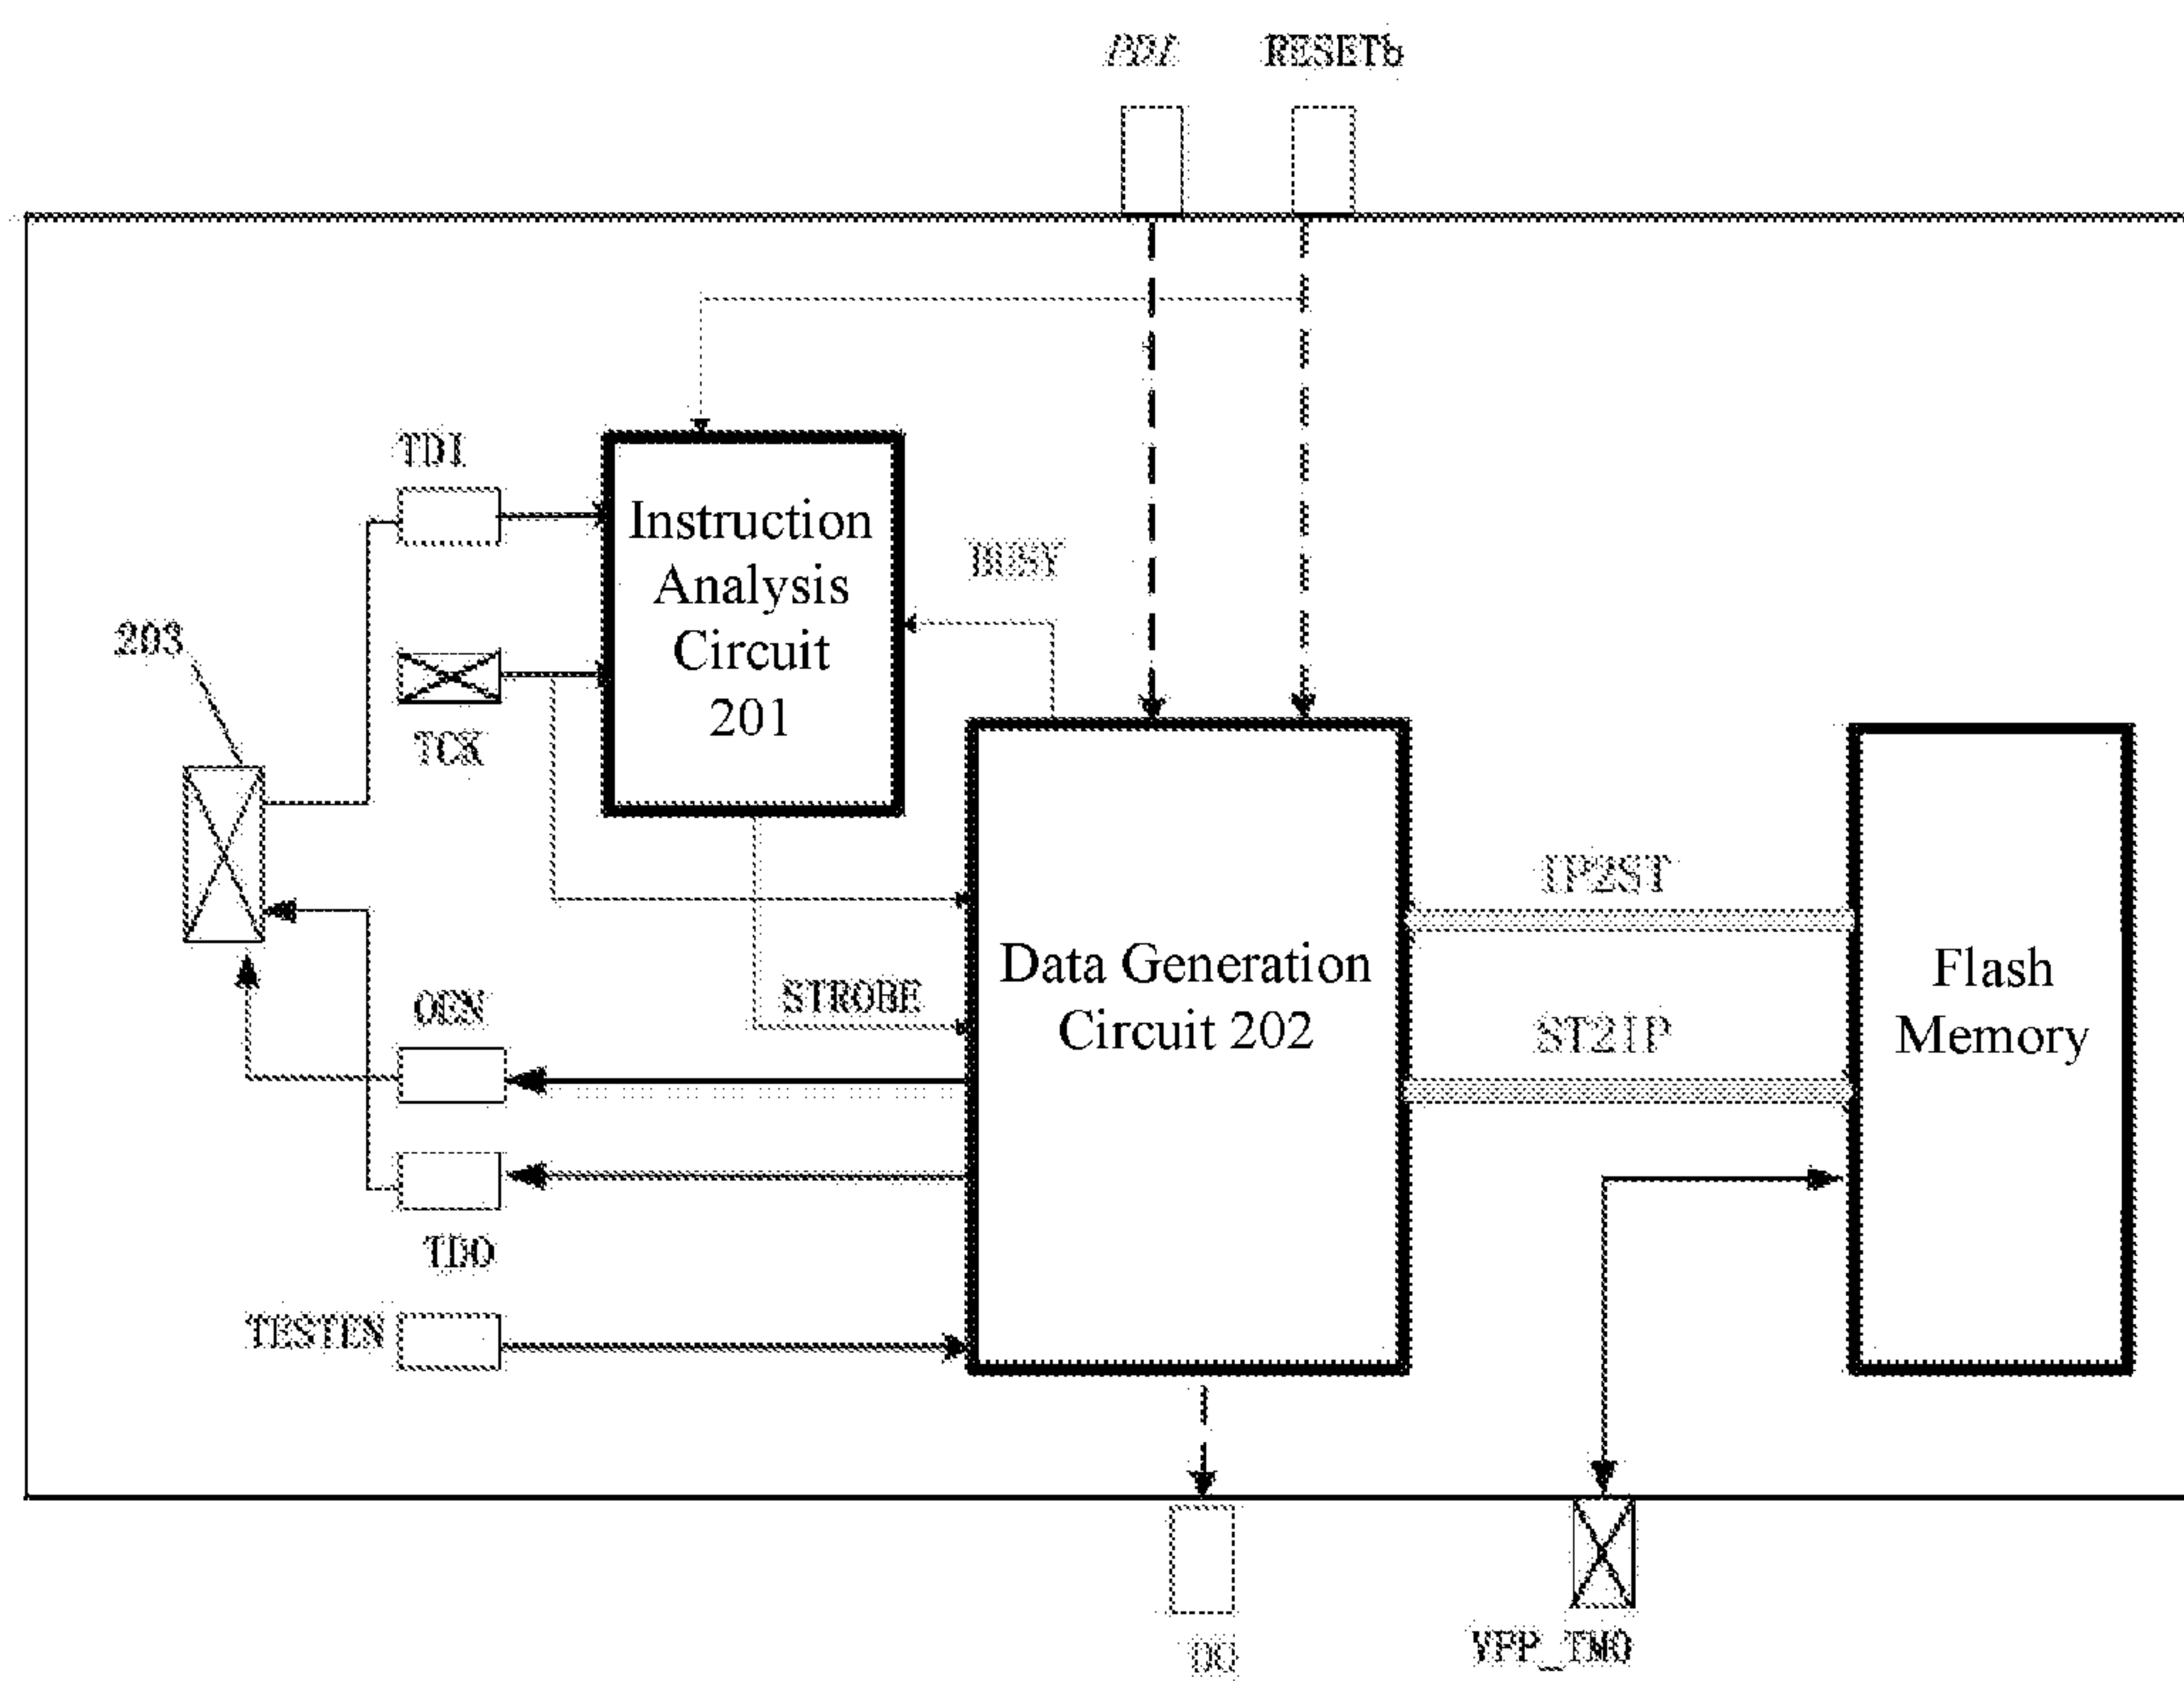 RESETb
TDI
Instruction
Analysis
Circuit
201
BUSY
203
TCK
IP2ST
Data Generation
Circuit 202
Flash
Memory
STROBE
OEN
ST2IP
TDO
TESTEN
DO
VPP_TMO